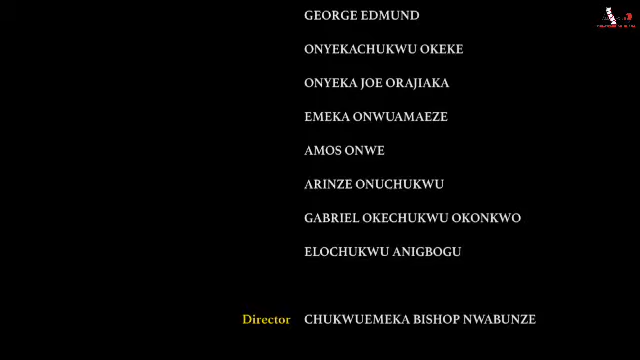 GEORGE EDMUND
ONYEKACHUKWU OKEKE
ONYEKA JOE ORAJIAKA
EMEKA ONWUAMAEZE
AMOS ONWE
ARINZE ONUCHUKWU
GABRIEL OKECHUKWU OKONKWO
ELOCHUKWU ANIGBOGU
Director CHUKWUEMEKA BISHOP NWABUNZE